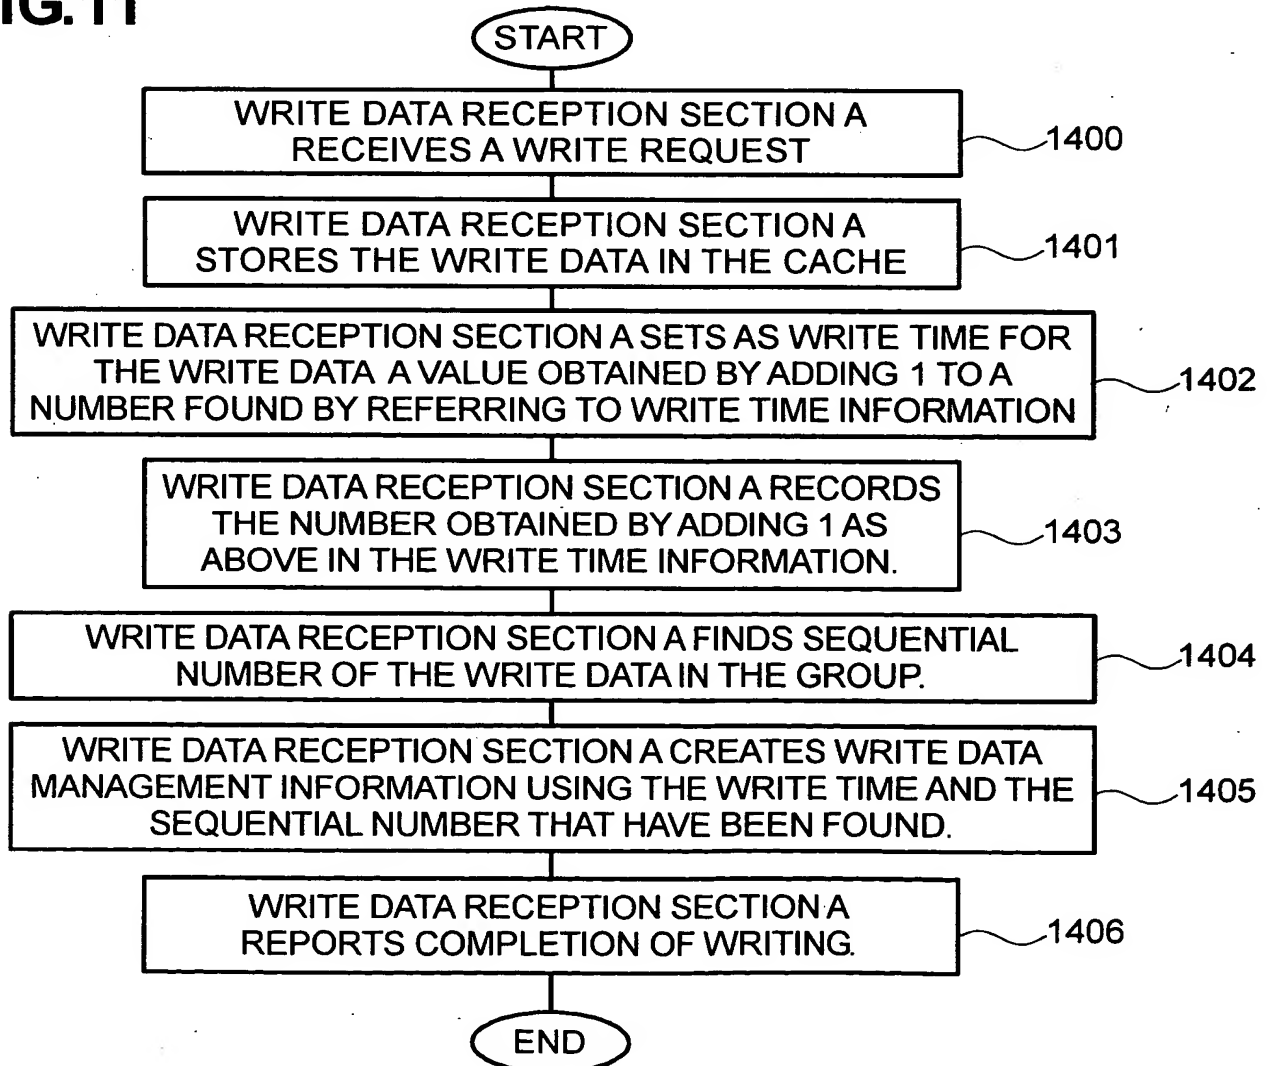 IG. 11
START
WRITE DATA RECEPTION SECTION A
RECEIVES A WRITE REQUEST
1400
WRITE DATA RECEPTION SECTION A
STORES THE WRITE DATA IN THE CACHE
1401
WRITE DATA RECEPTION SECTION A SETS AS WRITE TIME FOR
THE WRITE DATA A VALUE OBTAINED BY ADDING 1 TO A
NUMBER FOUND BY REFERRING TO WRITE TIME INFORMATION
1402
WRITE DATA RECEPTION SECTION A RECORDS
THE NUMBER OBTAINED BY ADDING 1 AS
ABOVE IN THE WRITE TIME INFORMATION.
1403
WRITE DATA RECEPTION SECTION A FINDS SEQUENTIAL
NUMBER OF THE WRITE DATA IN THE GROUP.
1404
WRITE DATA RECEPTION SECTION A CREATES WRITE DATA
MANAGEMENT INFORMATION USING THE WRITE TIME AND THE
SEQUENTIAL NUMBER THAT HAVE BEEN FOUND.
1405
WRITE DATA RECEPTION SECTION A
REPORTS COMPLETION OF WRITING.
1406
END